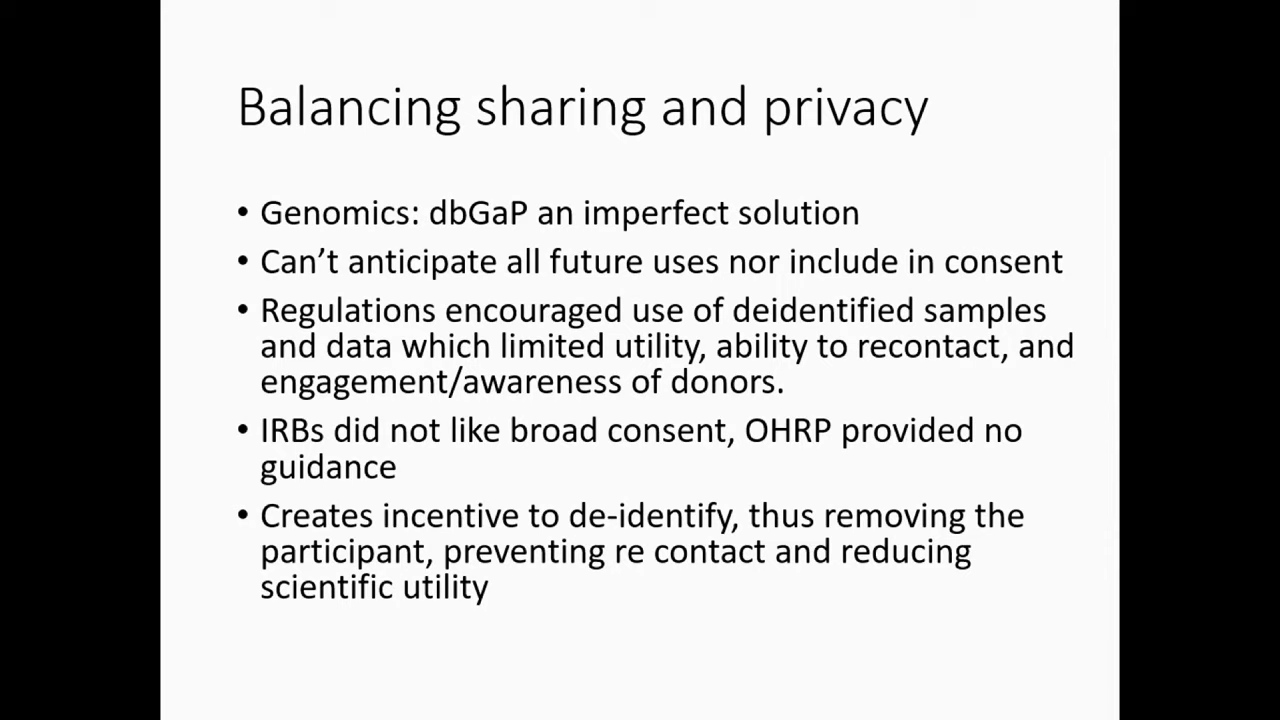 Balancing sharing and privacy
• Genomics: dbGaP an imperfect solution
• Can't anticipate all future uses nor include in consent
• Regulations encouraged use of deidentified samples
and data which limited utility, ability to recontact, and
engagement/awareness of donors.
• IRBs did not like broad consent, OHRP provided no
guidance
• Creates incentive to de-identify, thus removing the
participant, preventing re contact and reducing
scientific utility